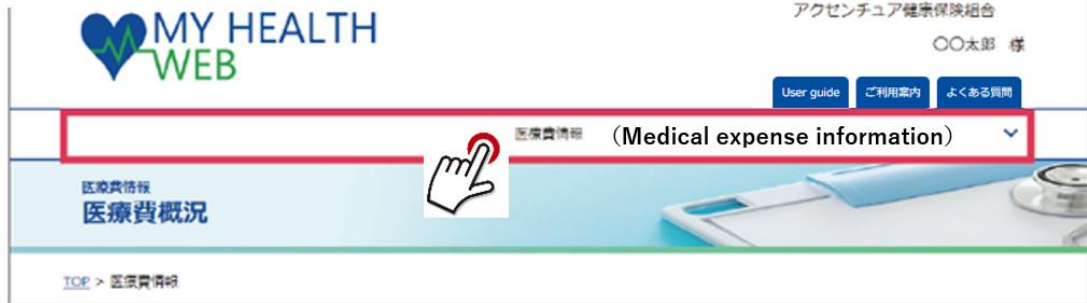 MY HEALTH
WEB
アクセンチュア健康保険組合
〇〇太郎 様
User guide ご利用案内 よくある質問
医療費情報 (Medical expense information)
医療費情報
医療費概況
TOP > 医療費情報